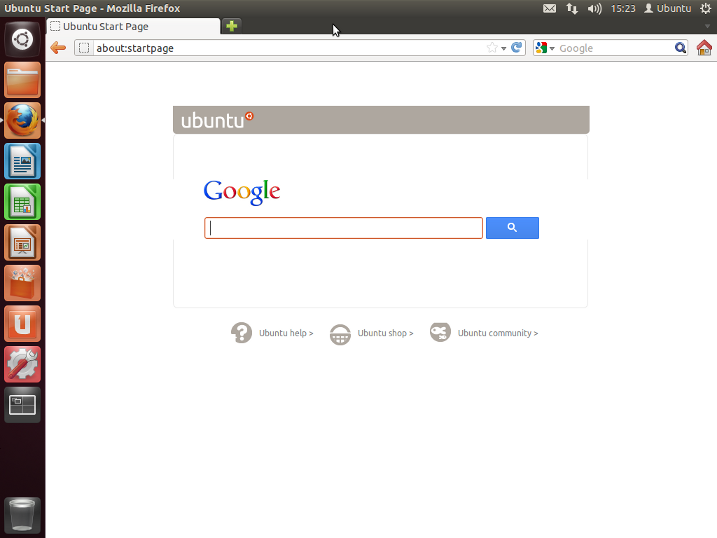 Ubuntu Start Page - Mozilla Firefox
15:23
Ubuntu
Ubuntu Start Page
about:startpage
Google
ubuntu
Google
Ubuntu help >
Ubuntu shop >
Ubuntu community >